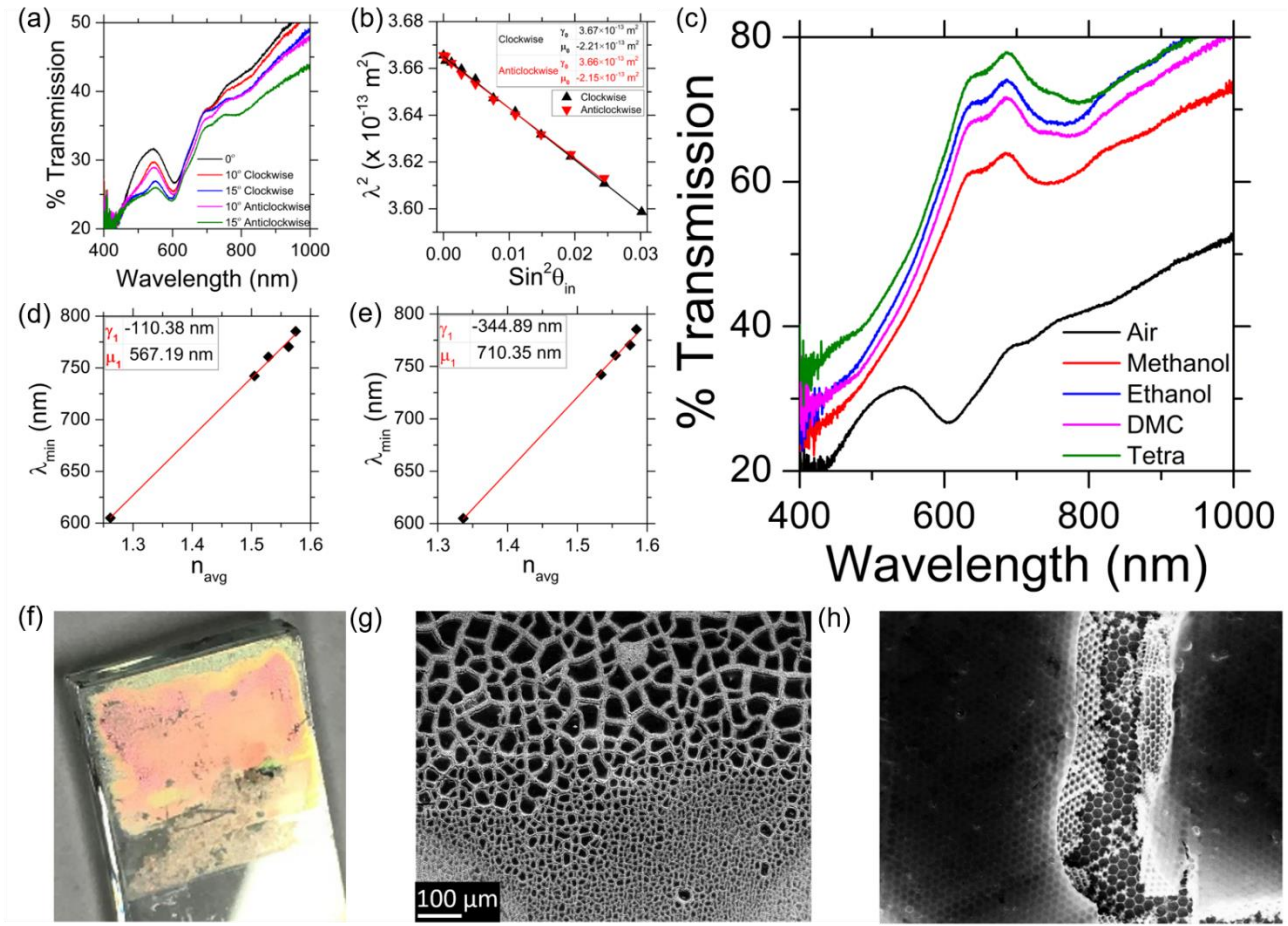 (a)
50
40
30
20
% Transmission
0°
10° Clockwise
15° Clockwise
10° Anticlockwise
15° Anticlockwise
400 600 800 1000
Wavelength (nm)
(b)
3.68
3.66
3.64
3.62
3.60
λ² (x 10⁻¹³ m²)
Clockwise γ₀ 3.67×10⁻¹³ m²
μ₀ -2.21×10⁻¹³ m²
Anticlockwise γ₀ 3.66×10⁻¹³ m²
μ₀ -2.15×10⁻¹³ m²
Clockwise
Anticlockwise
0.00 0.01 0.02 0.03
Sin²θin
(c)
80
60
40
20
% Transmission
Air
Methanol
Ethanol
DMC
Tetra
400 600 800 1000
Wavelength (nm)
(d)
800
750
700
650
600
λmin (nm)
γ₁ -110.38 nm
μ₁ 567.19 nm
1.3 1.4 1.5 1.6
navg
(e)
800
750
700
650
600
λmin (nm)
γ₁ -344.89 nm
μ₁ 710.35 nm
1.3 1.4 1.5 1.6
navg
(f)
(g)
100 µm
(h)